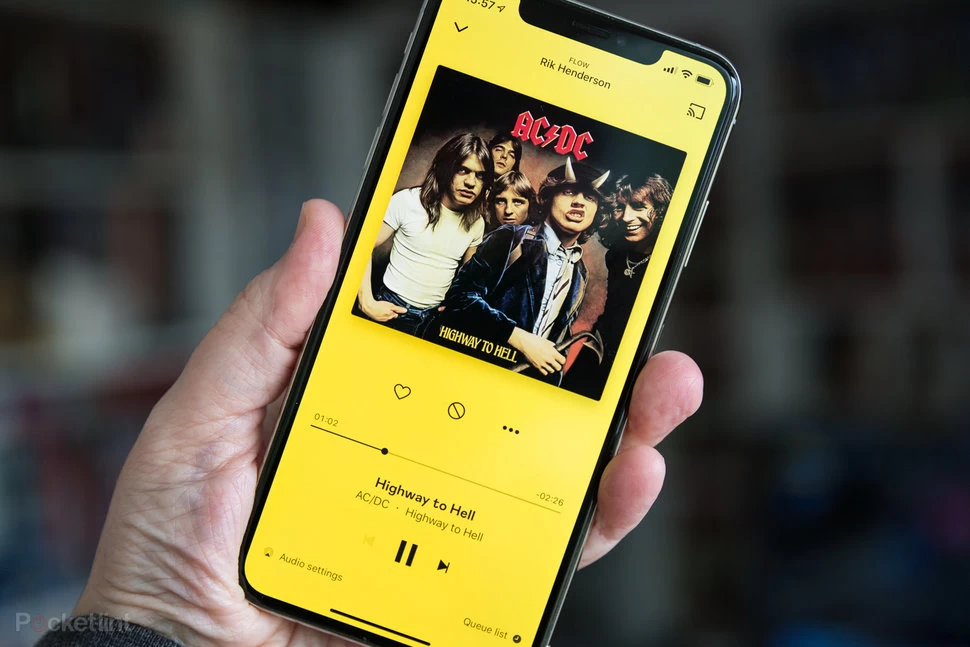 :57
FLOW
Rik Henderson
AC DC
HIGHWAY TO HELL
01:02
-02:26
Highway to Hell
AC/DC · Highway to Hell
Audio settings
Queue list
Pocketlint